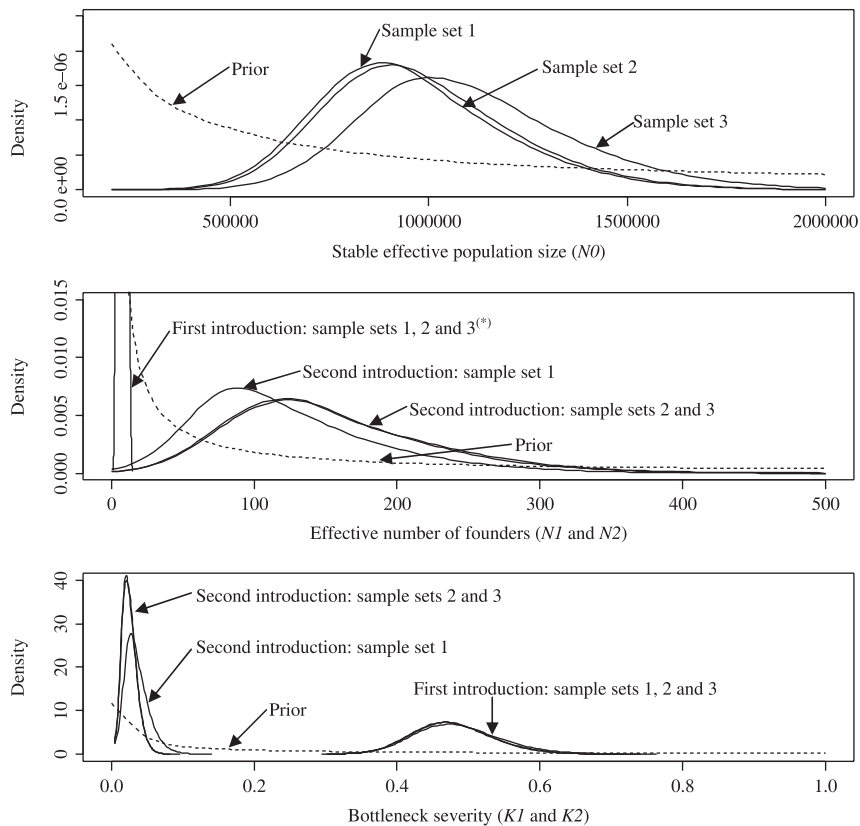 Sample set 1
Prior
Sample set 2
Sample set 3
Density
0.0 e+00
1.5 e–06
500000
1000000
1500000
2000000
Stable effective population size (N0)
0.015
0.010
0.005
0.000
Density
First introduction: sample sets 1, 2 and 3(*)
Second introduction: sample set 1
Second introduction: sample sets 2 and 3
Prior
0
100
200
300
400
500
Effective number of founders (N1 and N2)
40
30
20
10
0
Density
Second introduction: sample sets 2 and 3
Second introduction: sample set 1
First introduction: sample sets 1, 2 and 3
Prior
0.0
0.2
0.4
0.6
0.8
1.0
Bottleneck severity (K1 and K2)